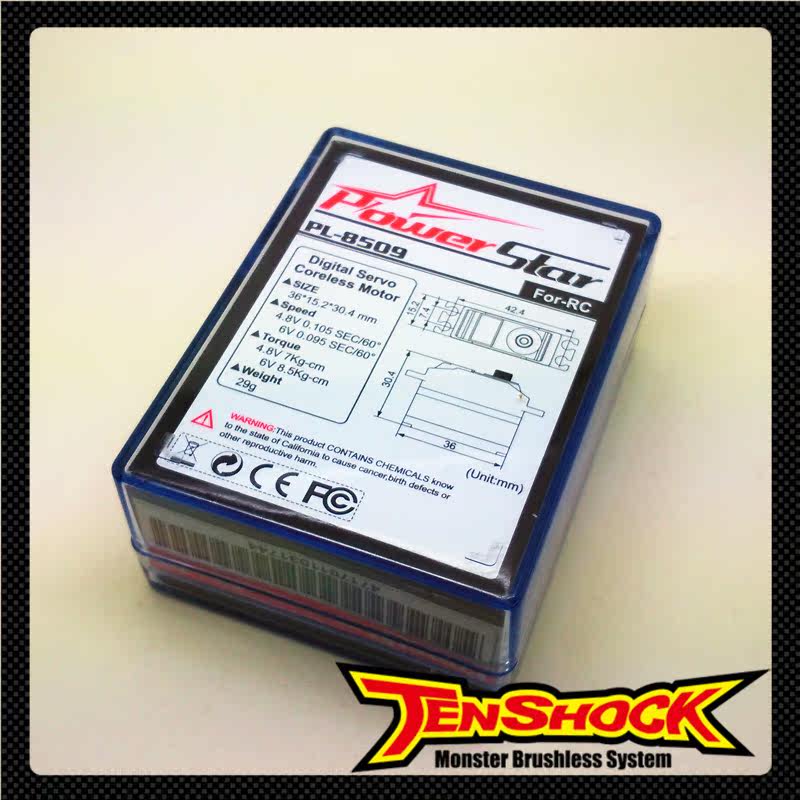 Power Star
PL-8509
For-RC
Digital Servo
Coreless Motor
▲SIZE
36*15.2*30.4 mm
▲Speed
4.8V 0.105 SEC/60°
6V 0.095 SEC/60°
▲Torque
4.8V 7Kg-cm
6V 8.5Kg-cm
▲Weight
29g
42.4
15.2
7.4
30.4
36
(Unit:mm)
WARNING:This product CONTAINS CHEMICALS know
to the state of California to cause cancer,birth defects or
other reproductive harm.
CE FC
TENSHOCK
Monster Brushless System